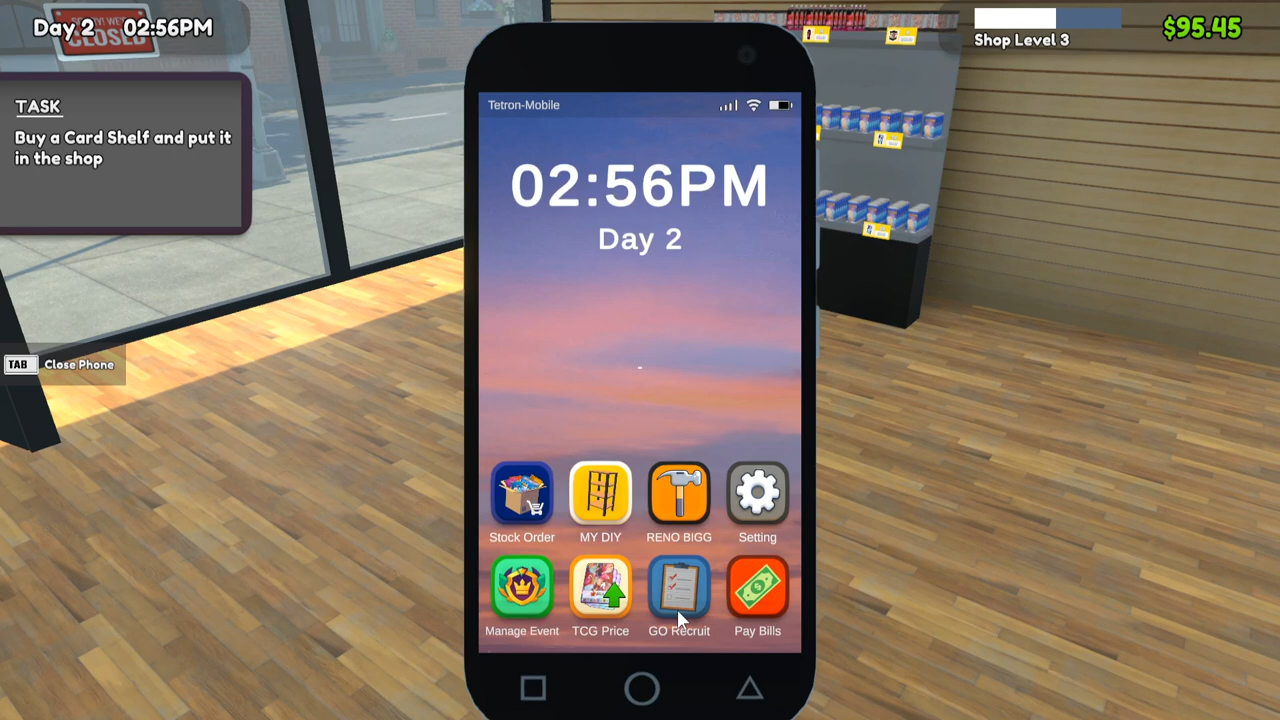 Day 2 02:56PM
CLOSED
Shop Level 3
$95.45
TASK
Buy a Card Shelf and put it
in the shop
TAB Close Phone
Tetron-Mobile
02:56PM
Day 2
Stock Order
MY DIY
RENO BIGG
Setting
Manage Event
TCG Price
GO Recruit
Pay Bills